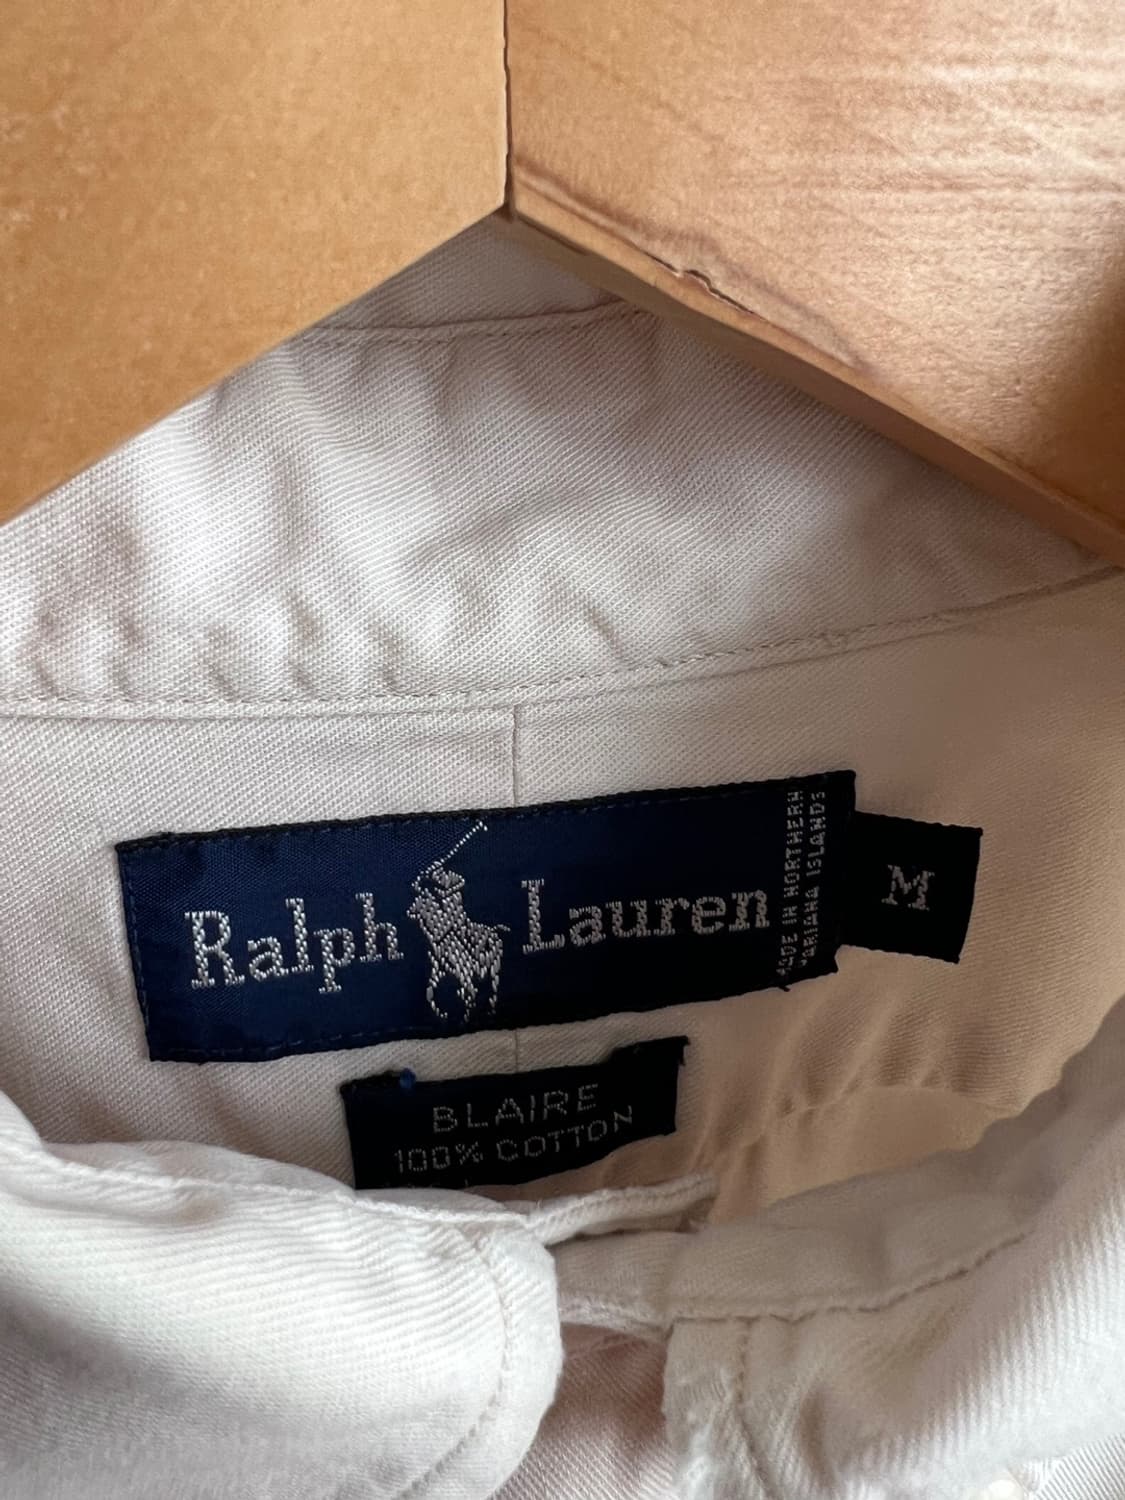 Ralph Lauren
MADE IN NORTHERN
MARIANA ISLANDS
M
BLAIRE
100% COTTON